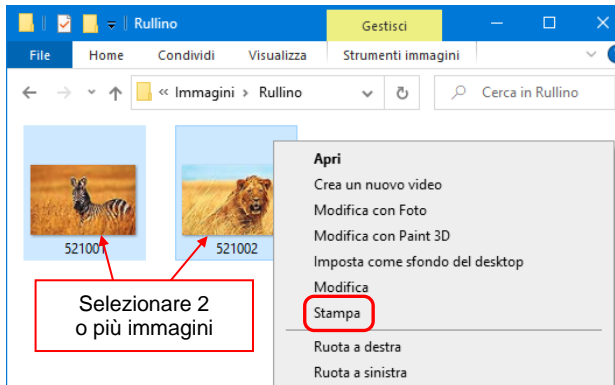 Rullino
Gestisci
File
Home
Condividi
Visualizza
Strumenti immagini
« Immagini › Rullino
Cerca in Rullino
521001
521002
Selezionare 2
o più immagini
Apri
Crea un nuovo video
Modifica con Foto
Modifica con Paint 3D
Imposta come sfondo del desktop
Modifica
Stampa
Ruota a destra
Ruota a sinistra